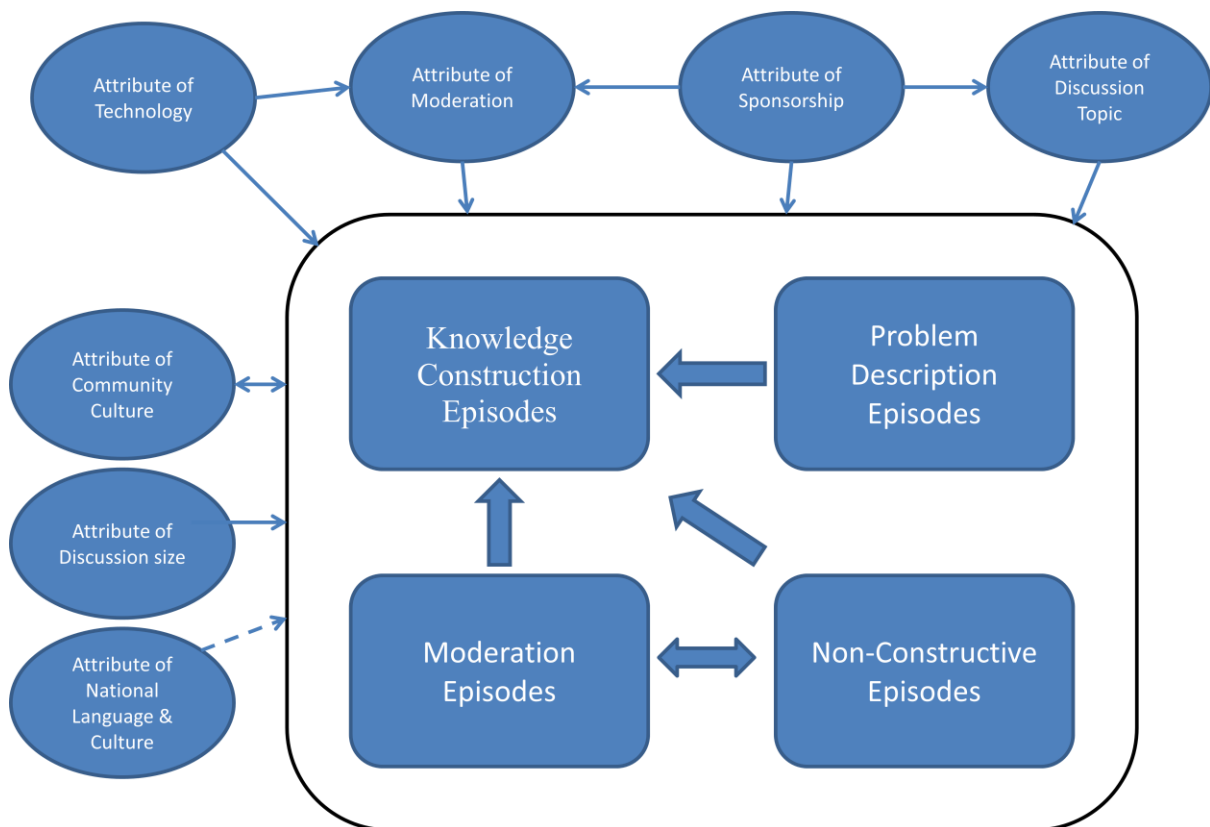 Attribute of
Technology
Attribute of
Moderation
Attribute of
Sponsorship
Attribute of
Discussion
Topic
Attribute of
Community
Culture
Attribute of
Discussion size
Attribute of
National
Language &
Culture
Knowledge
Construction
Episodes
Problem
Description
Episodes
Moderation
Episodes
Non-Constructive
Episodes